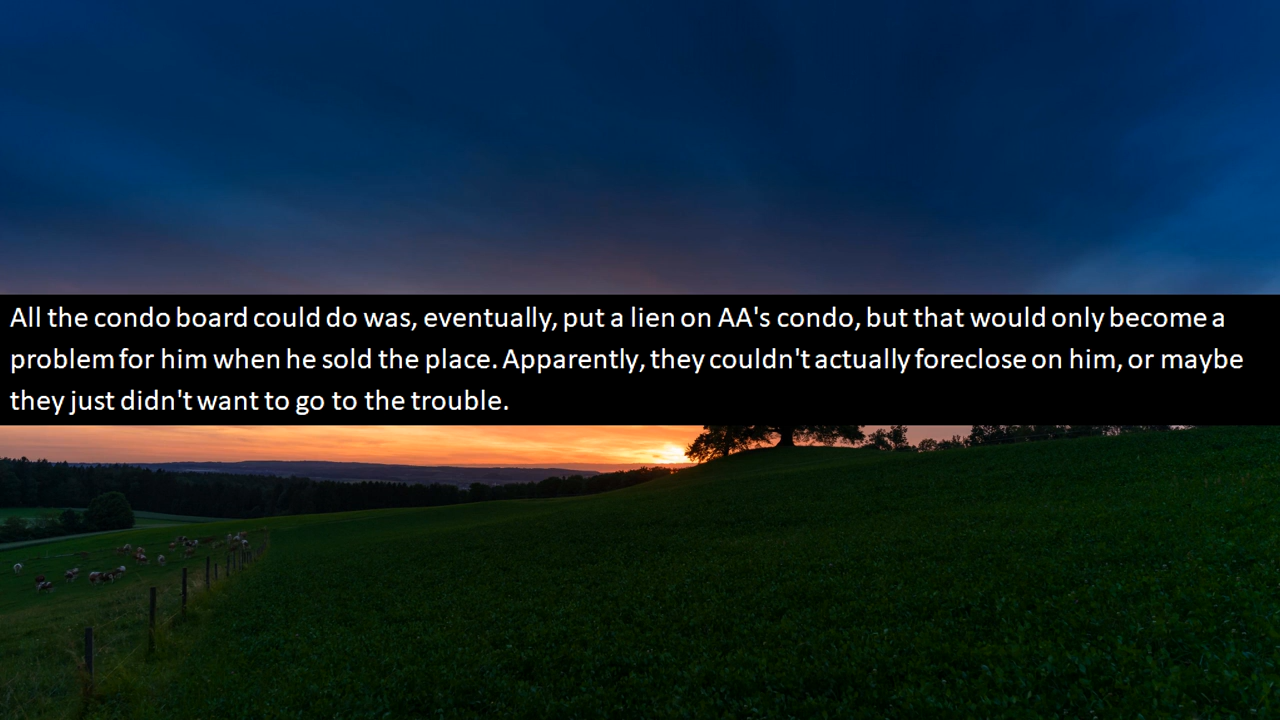 All the condo board could do was, eventually, put a lien on AA's condo, but that would only become a
problem for him when he sold the place. Apparently, they couldn't actually foreclose on him, or maybe
they just didn't want to go to the trouble.